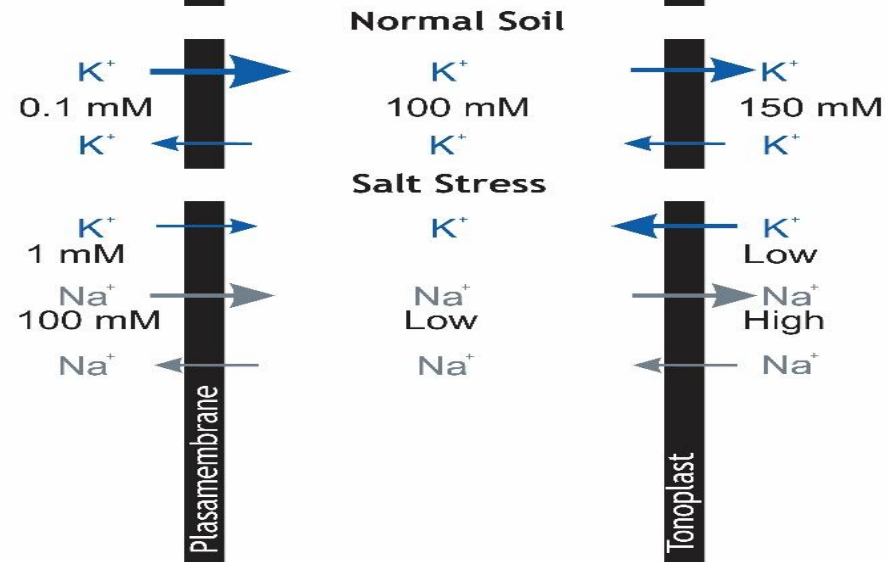 Normal Soil
K⁺ K⁺ K⁺
0.1 mM 100 mM 150 mM
K⁺ K⁺ K⁺
Salt Stress
K⁺ K⁺ K⁺
1 mM Low
Na⁺ Na⁺ Na⁺
100 mM Low High
Na⁺ Na⁺ Na⁺
Plasamembrane
Tonoplast